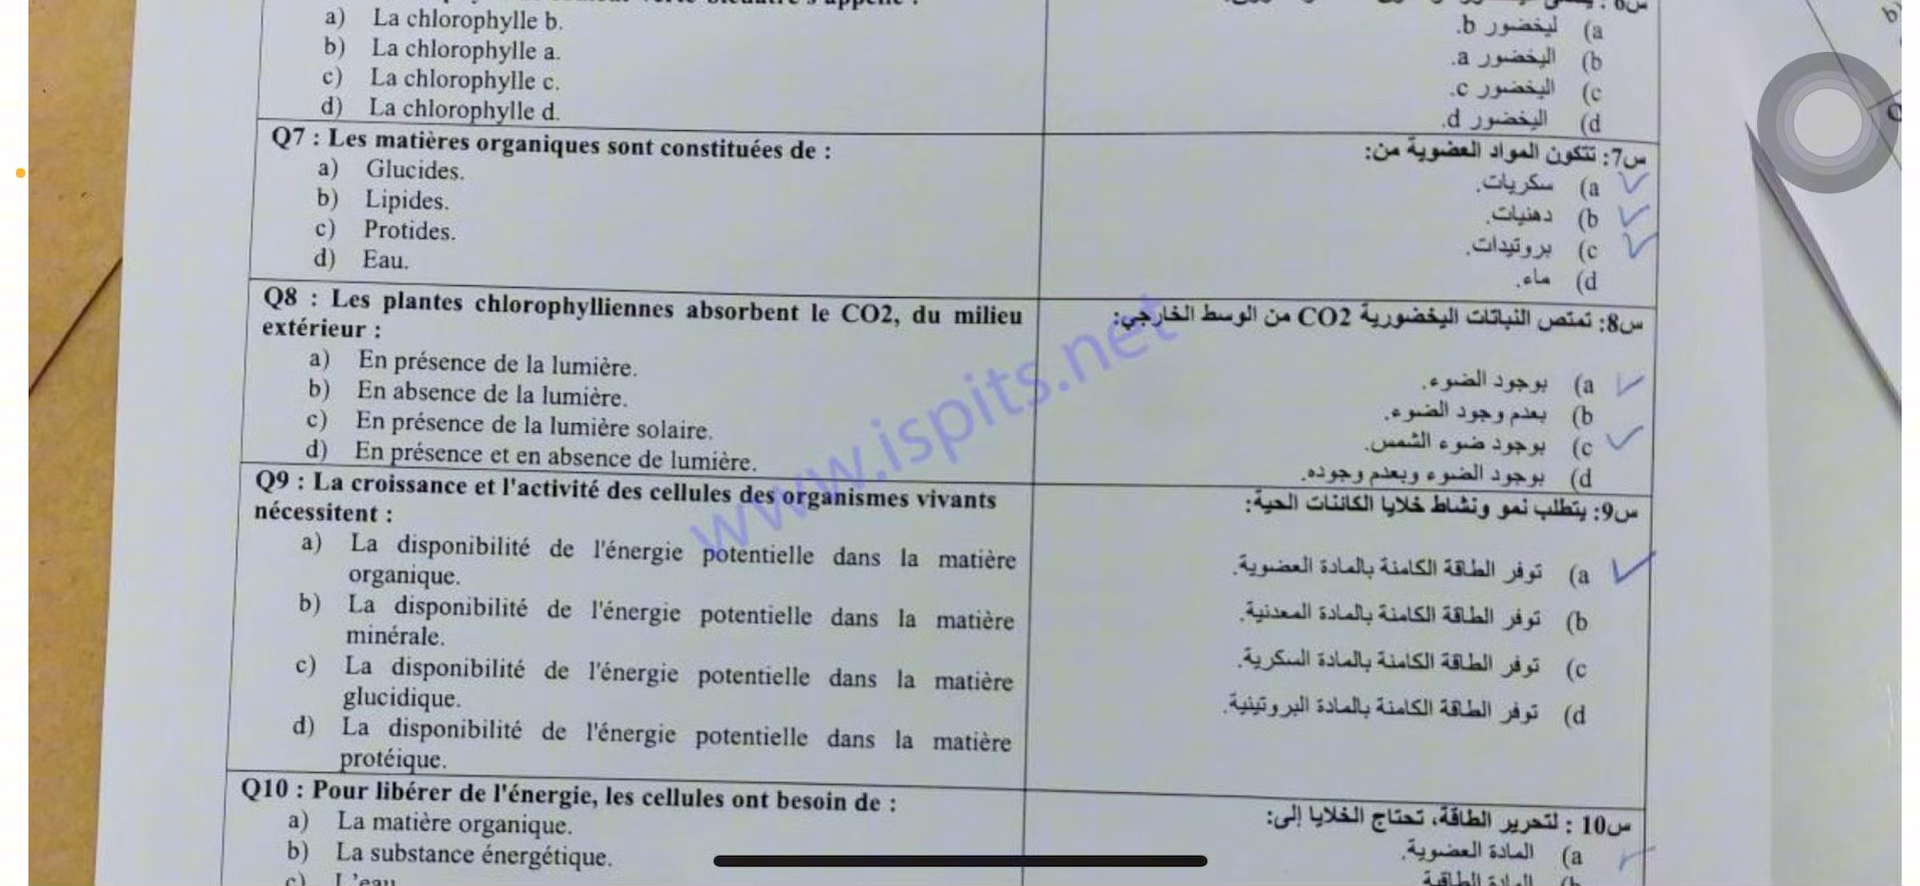 a) La chlorophylle b.
b) La chlorophylle a.
c) La chlorophylle c.
d) La chlorophylle d.
Q7 : Les matières organiques sont constituées de :
a) Glucides.
b) Lipides.
c) Protides.
d) Eau.
Q8 : Les plantes chlorophylliennes absorbent le CO2, du milieu
extérieur :
a) En présence de la lumière.
b) En absence de la lumière.
c) En présence de la lumière solaire.
d) En présence et en absence de lumière.
Q9 : La croissance et l'activité des cellules des organismes vivants
nécessitent :
a) La disponibilité de l'énergie potentielle dans la matière
organique.
b) La disponibilité de l'énergie potentielle dans la matière
minérale.
c) La disponibilité de l'énergie potentielle dans la matière
glucidique.
d) La disponibilité de l'énergie potentielle dans la matière
protéique.
Q10 : Pour libérer de l'énergie, les cellules ont besoin de :
a) La matière organique.
b) La substance énergétique.
c) L'eau
a) ليخضور b.
b) اليخضور a.
c) اليخضور c.
d) اليخضور d.
س7: تتكون المواد العضوية من:
a) سكريات.
b) دهنيات.
c) بروتيدات.
d) ماء.
س8: تمتص النباتات اليخضورية CO2 من الوسط الخارجي:
a) بوجود الضوء.
b) بعدم وجود الضوء.
c) بوجود ضوء الشمس.
d) بوجود الضوء وبعدم وجوده.
س9: يتطلب نمو ونشاط خلايا الكائنات الحية:
a) توفر الطاقة الكامنة بالمادة العضوية.
b) توفر الطاقة الكامنة بالمادة المعدنية.
c) توفر الطاقة الكامنة بالمادة السكرية.
d) توفر الطاقة الكامنة بالمادة البروتينية.
س10 : لتحرير الطاقة، تحتاج الخلايا إلى:
a) المادة العضوية.
b) المادة الطاقية
www.ispits.net